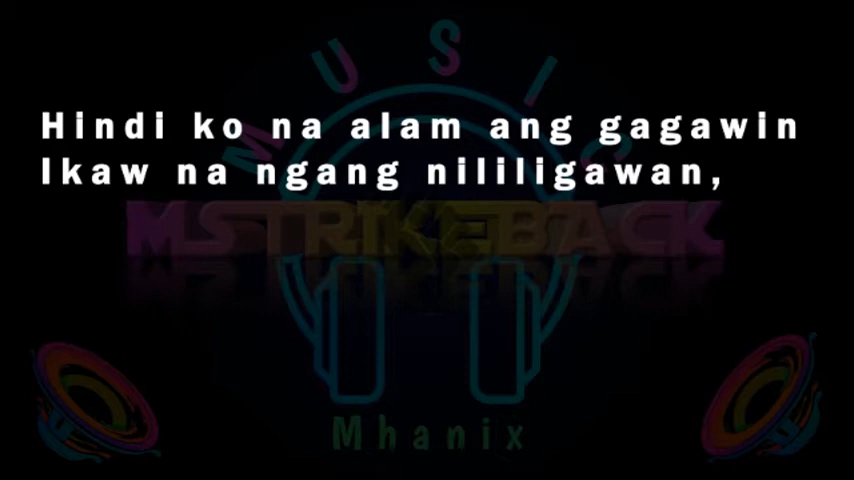 MUSIC
Hindi ko na alam ang gagawin
Ikaw na ngang nililigawan,
MSTRIKEBACK
Mhanix